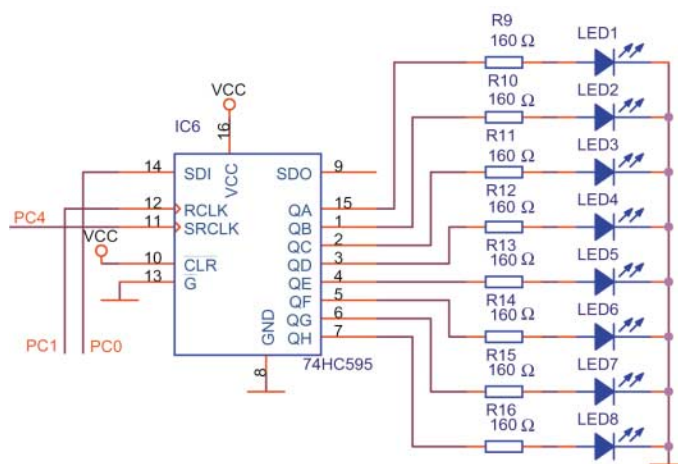 R9
160 Ω
LED1
R10
160 Ω
LED2
R11
160 Ω
LED3
R12
160 Ω
LED4
R13
160 Ω
LED5
R14
160 Ω
LED6
R15
160 Ω
LED7
R16
160 Ω
LED8
VCC
IC6
16
VCC
14 SDI SDO 9
12 RCLK QA 15
11 SRCLK QB 1
QC 2
10 CLR QD 3
13 G QE 4
QF 5
QG 6
QH 7
GND
8
74HC595
PC4
VCC
PC1 PC0